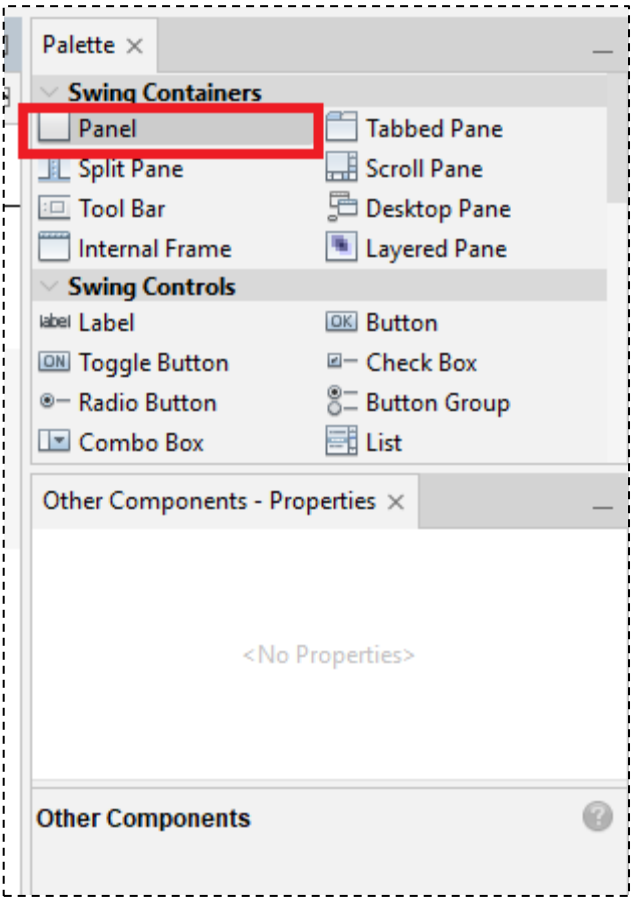 Palette
Swing Containers
Panel Tabbed Pane
Split Pane Scroll Pane
Tool Bar Desktop Pane
Internal Frame Layered Pane
Swing Controls
label Label OK Button
ON Toggle Button Check Box
Radio Button Button Group
Combo Box List
Other Components - Properties
<No Properties>
Other Components
?